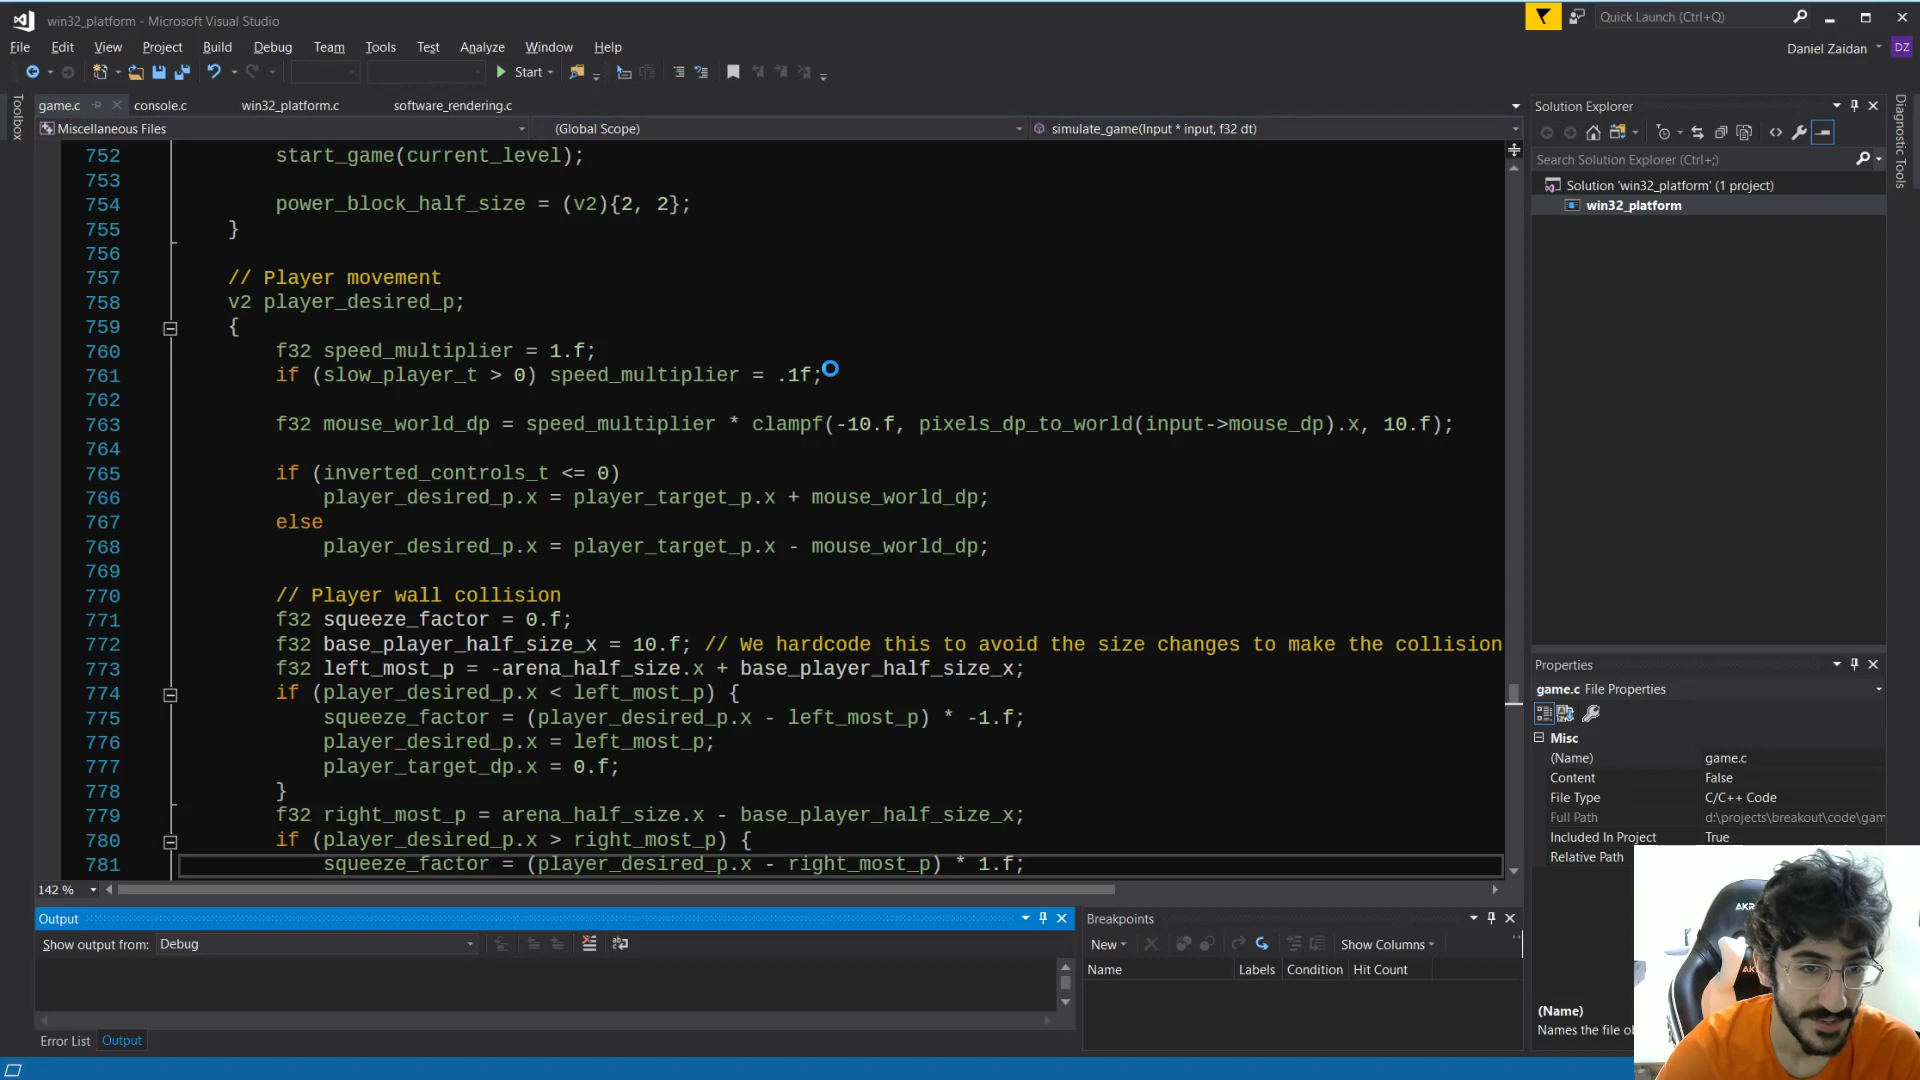 win32_platform - Microsoft Visual Studio
Quick Launch (Ctrl+Q)
File Edit View Project Build Debug Team Tools Test Analyze Window Help
Daniel Zaidan DZ
Start
Toolbox
game.c console.c win32_platform.c software_rendering.c
Miscellaneous Files (Global Scope) simulate_game(Input * input, f32 dt)
752 start_game(current_level);
753
754 power_block_half_size = (v2){2, 2};
755 }
756
757 // Player movement
758 v2 player_desired_p;
759 {
760 f32 speed_multiplier = 1.f;
761 if (slow_player_t > 0) speed_multiplier = .1f;
762
763 f32 mouse_world_dp = speed_multiplier * clampf(-10.f, pixels_dp_to_world(input->mouse_dp).x, 10.f);
764
765 if (inverted_controls_t <= 0)
766 player_desired_p.x = player_target_p.x + mouse_world_dp;
767 else
768 player_desired_p.x = player_target_p.x - mouse_world_dp;
769
770 // Player wall collision
771 f32 squeeze_factor = 0.f;
772 f32 base_player_half_size_x = 10.f; // We hardcode this to avoid the size changes to make the collision
773 f32 left_most_p = -arena_half_size.x + base_player_half_size_x;
774 if (player_desired_p.x < left_most_p) {
775 squeeze_factor = (player_desired_p.x - left_most_p) * -1.f;
776 player_desired_p.x = left_most_p;
777 player_target_dp.x = 0.f;
778 }
779 f32 right_most_p = arena_half_size.x - base_player_half_size_x;
780 if (player_desired_p.x > right_most_p) {
781 squeeze_factor = (player_desired_p.x - right_most_p) * 1.f;
142 %
Output
Show output from: Debug
Error List Output
Breakpoints
New Show Columns
Name Labels Condition Hit Count
Solution Explorer
Search Solution Explorer (Ctrl+;)
Solution 'win32_platform' (1 project)
win32_platform
Diagnostic Tools
Properties
game.c File Properties
Misc
(Name) game.c
Content False
File Type C/C++ Code
Full Path d:\projects\breakout\code\gam
Included In Project True
Relative Path
(Name)
Names the file o
AKR
AK